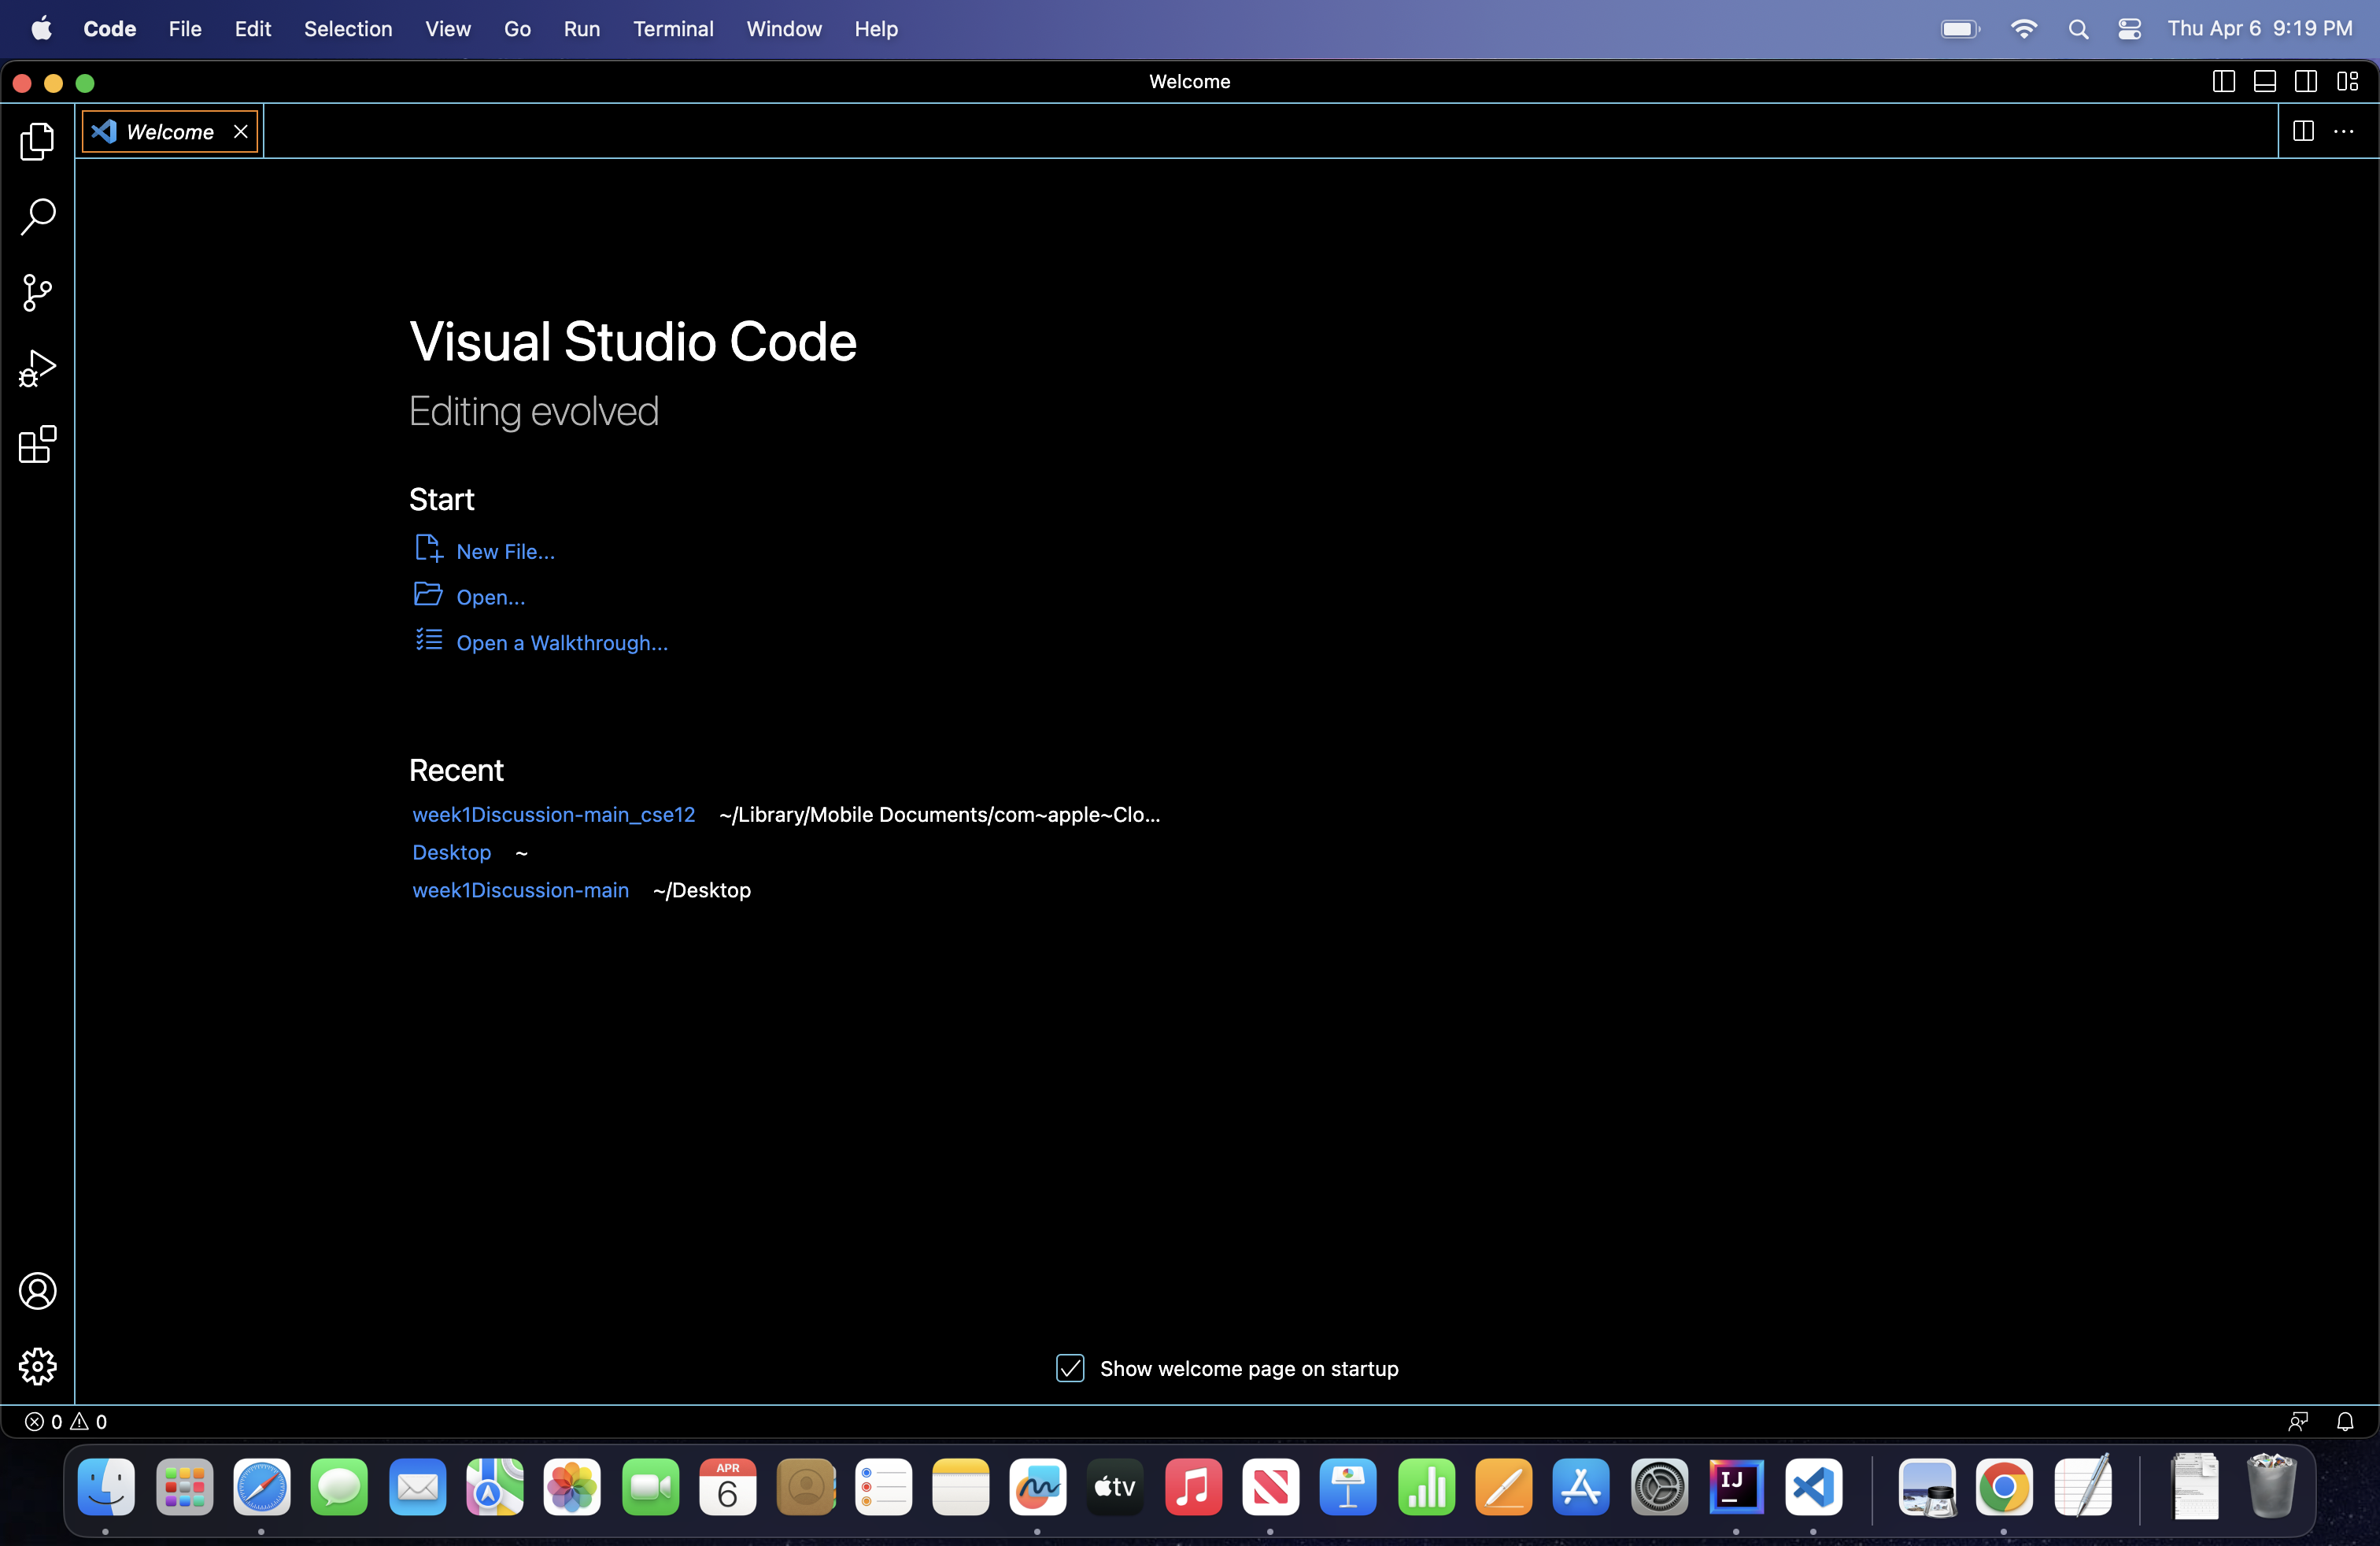 Code File Edit Selection View Go Run Terminal Window Help Thu Apr 6 9:19 PM
Welcome
Welcome
Visual Studio Code
Editing evolved
Start
New File...
Open...
Open a Walkthrough...
Recent
week1Discussion-main_cse12 ~/Library/Mobile Documents/com~apple~Clo...
Desktop ~
week1Discussion-main ~/Desktop
Show welcome page on startup
0 0
APR
6
tv
IJ